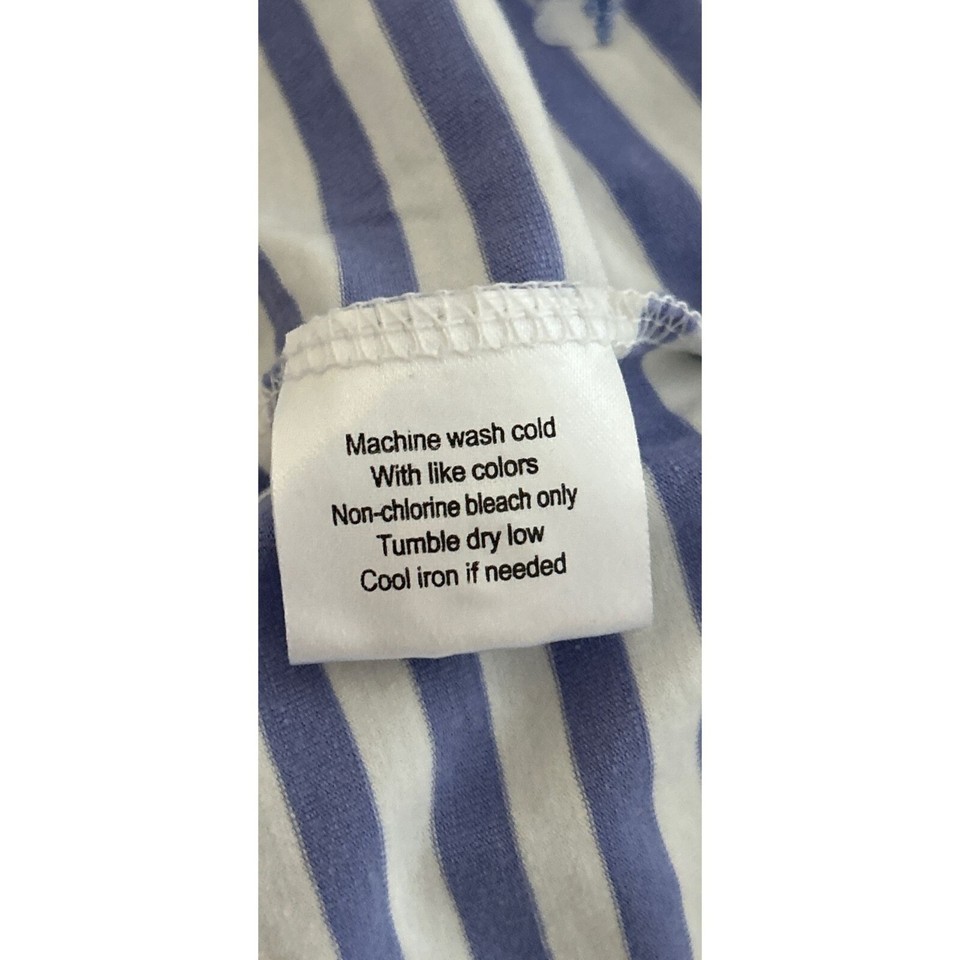 Machine wash cold
With like colors
Non-chlorine bleach only
Tumble dry low
Cool iron if needed